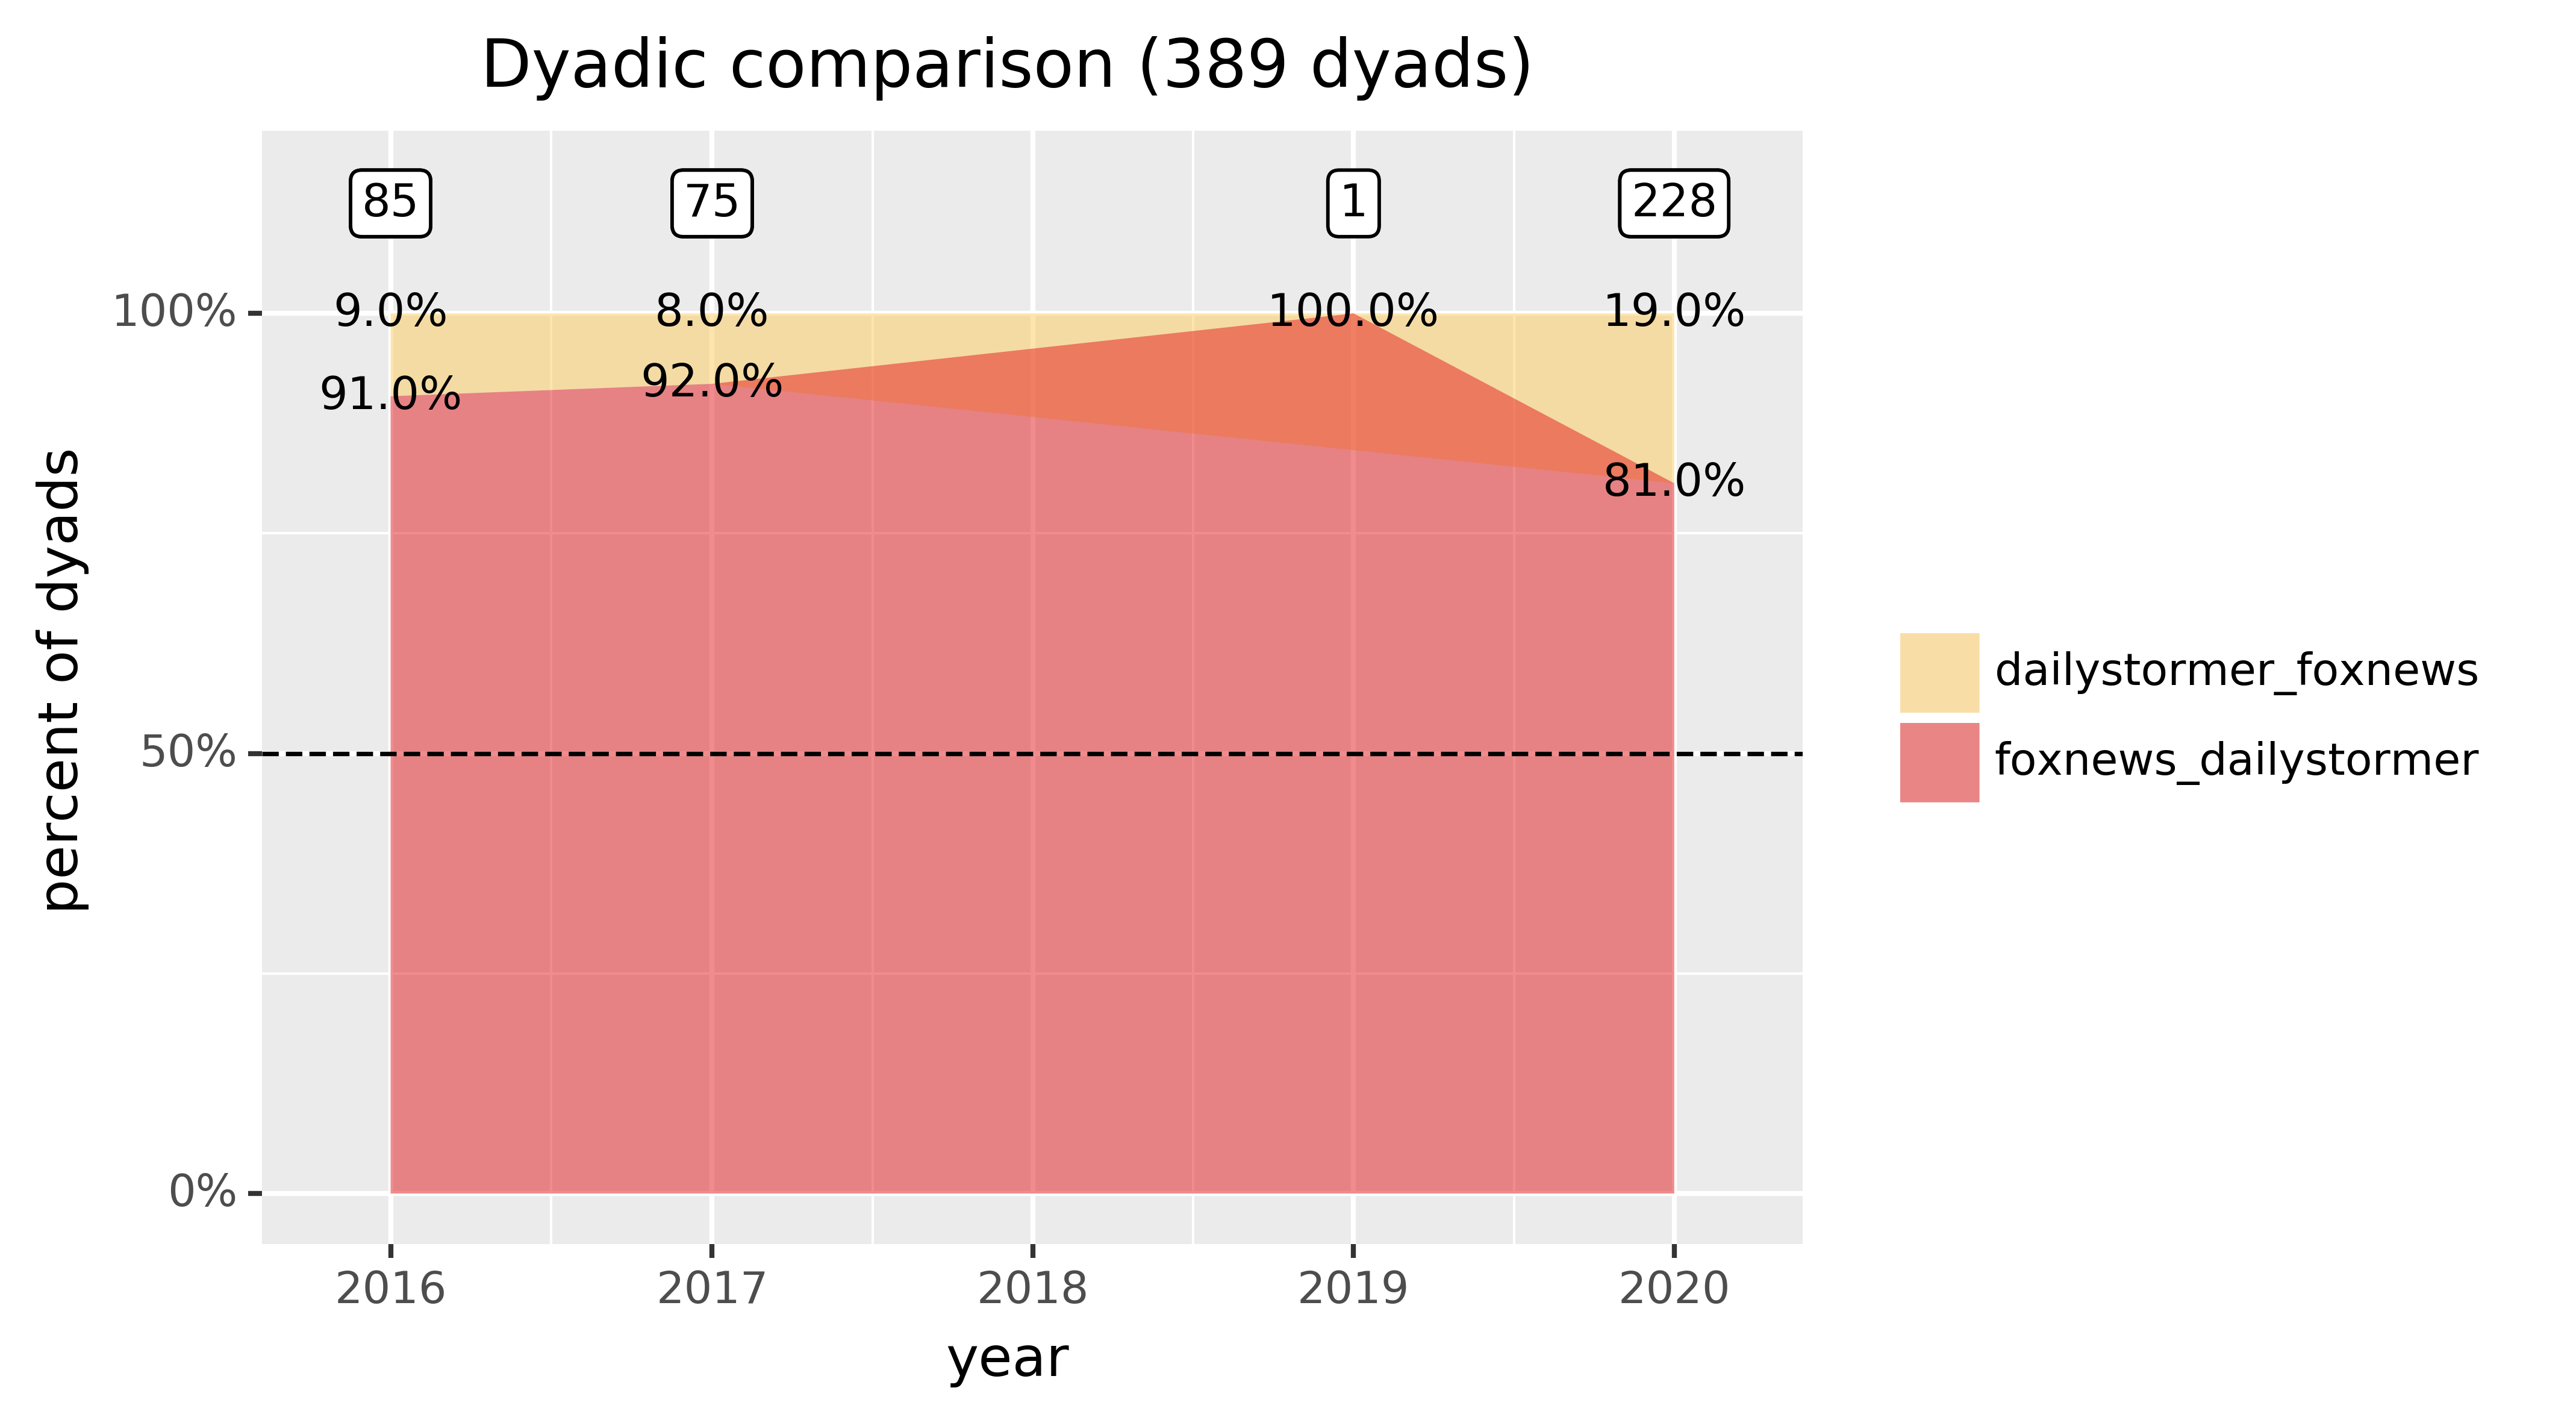 Dyadic comparison (389 dyads)
85 75 1 228
100%
9.0% 8.0% 100.0% 19.0%
91.0% 92.0% 81.0%
50%
0%
percent of dyads
2016 2017 2018 2019 2020
year
dailystormer_foxnews
foxnews_dailystormer